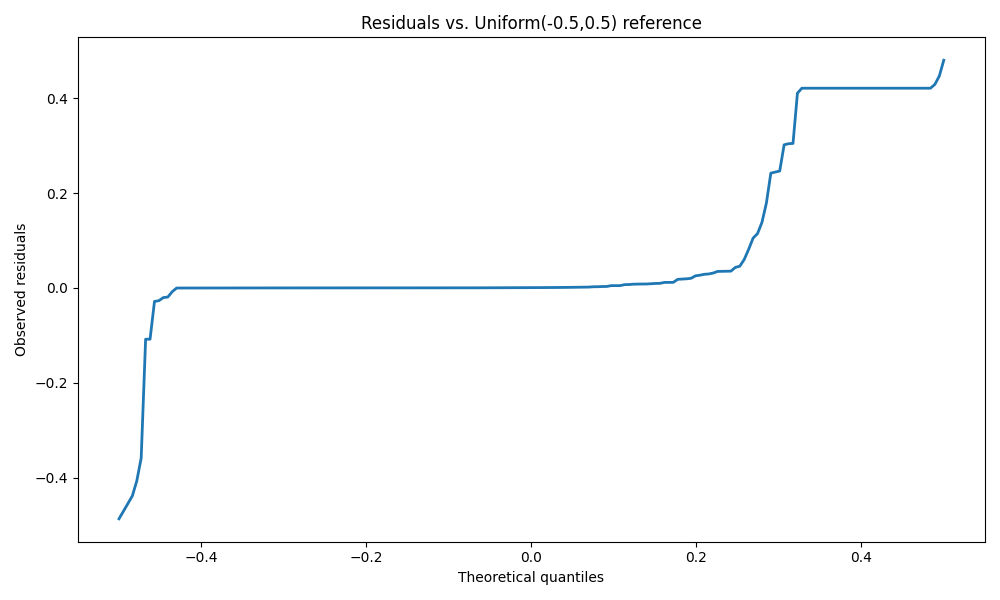 Residuals vs. Uniform(-0.5,0.5) reference
0.4
0.2
0.0
−0.2
−0.4
Observed residuals
−0.4 −0.2 0.0 0.2 0.4
Theoretical quantiles